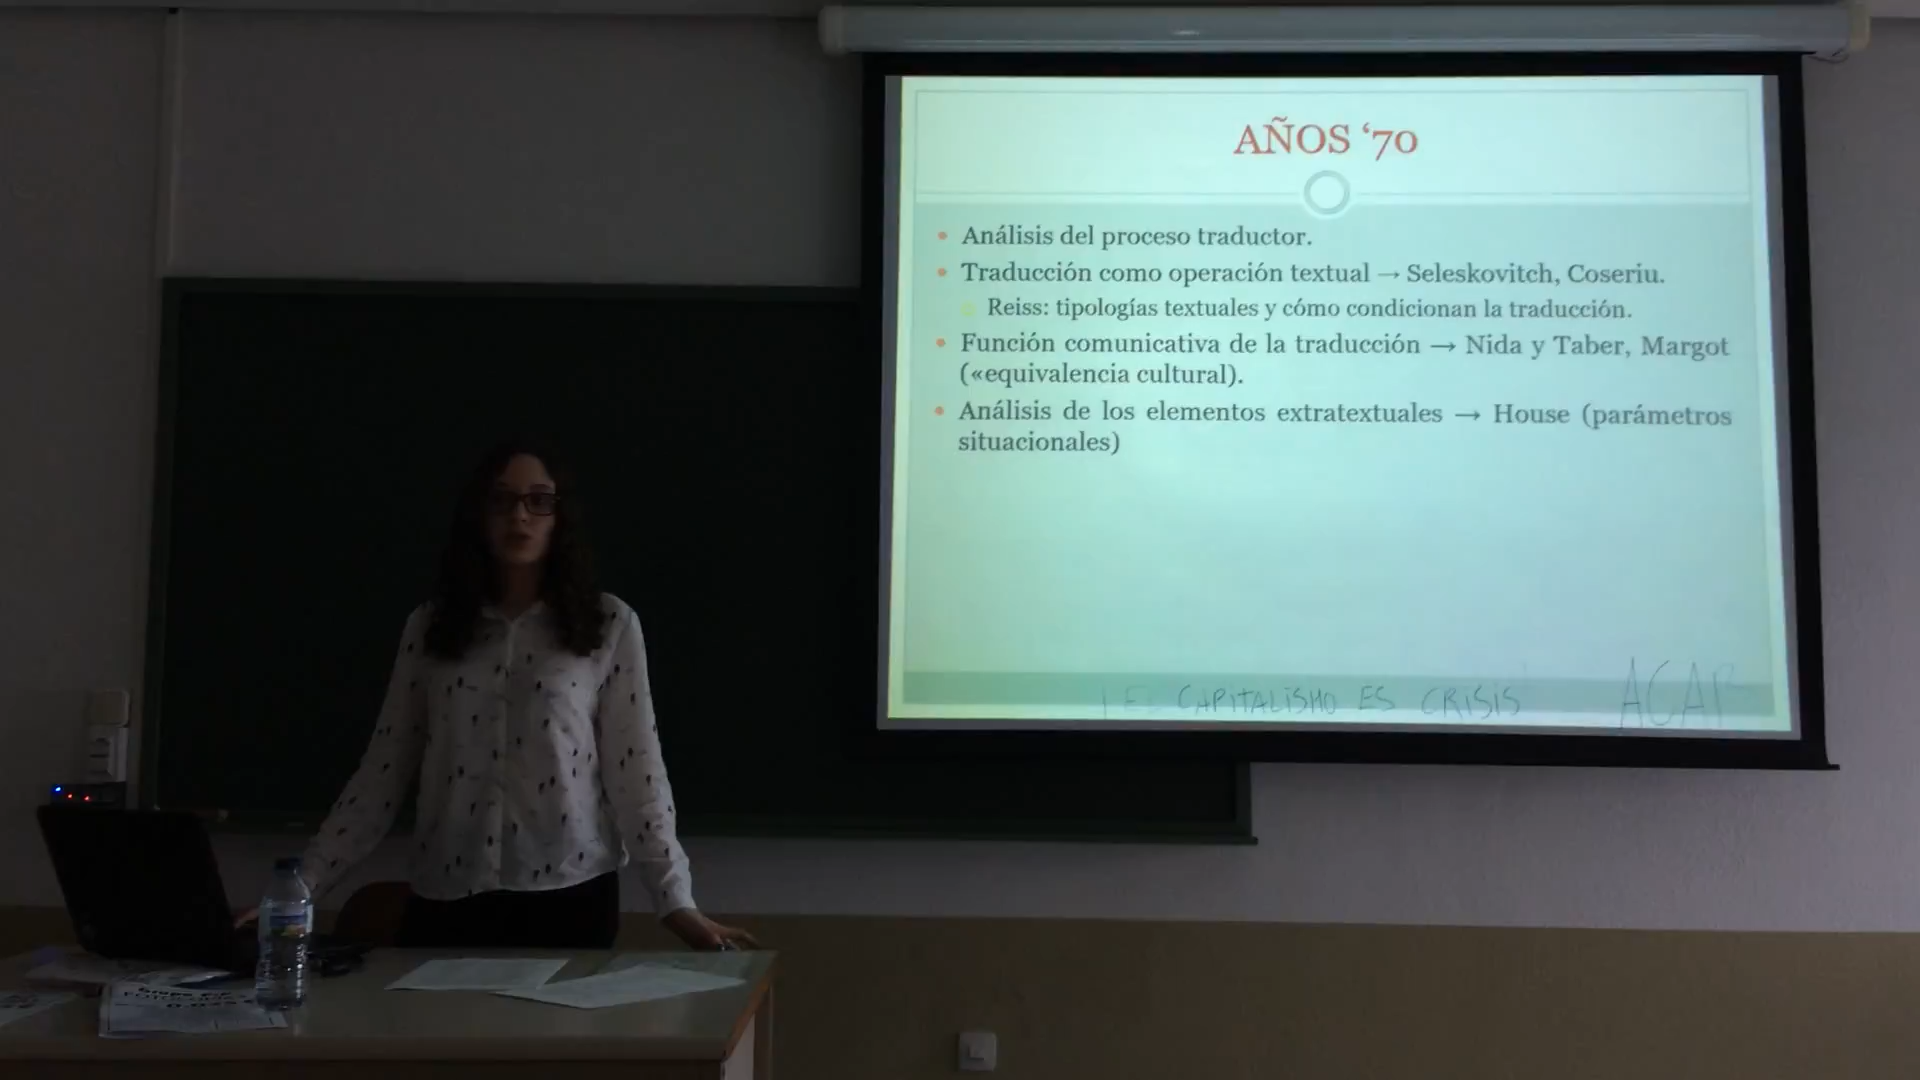 AÑOS ‘70
• Análisis del proceso traductor.
• Traducción como operación textual → Seleskovitch, Coseriu.
Reiss: tipologías textuales y cómo condicionan la traducción.
• Función comunicativa de la traducción → Nida y Taber, Margot
(«equivalencia cultural).
• Análisis de los elementos extratextuales → House (parámetros
situacionales)
EL CAPITALISMO ES CRISIS